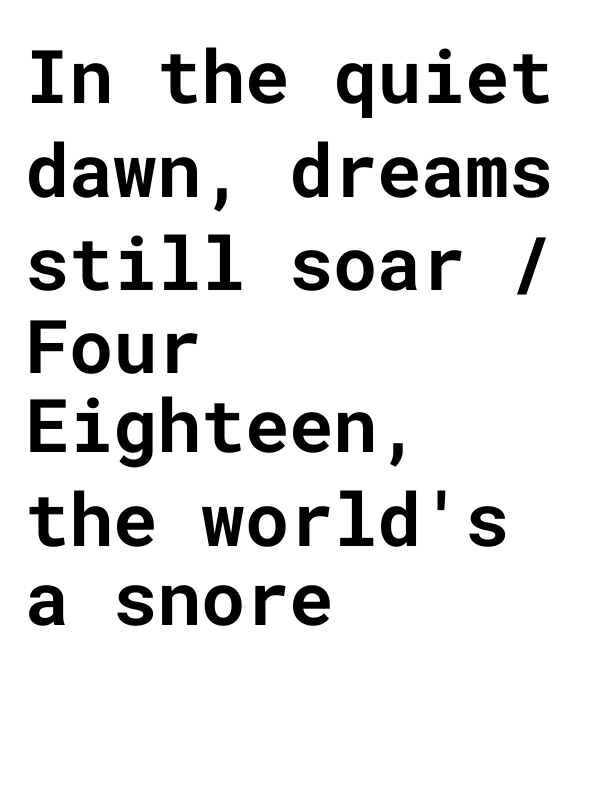 In the quiet
dawn, dreams
still soar /
Four
Eighteen,
the world's
a snore